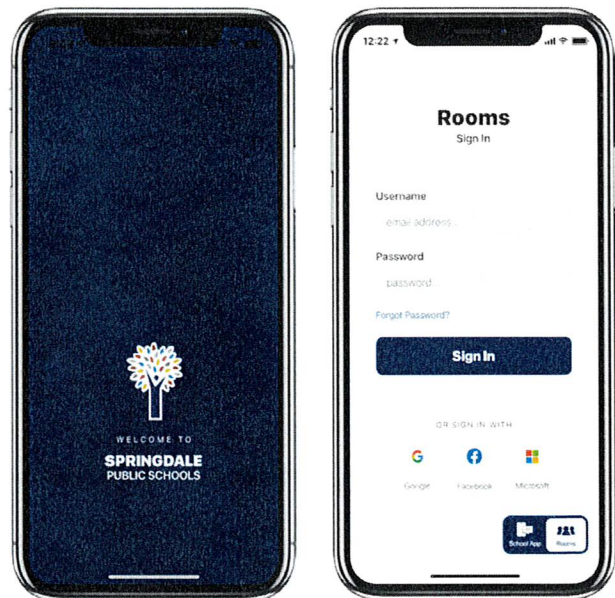 WELCOME TO
SPRINGDALE
PUBLIC SCHOOLS
12:22
Rooms
Sign In
Username
email address...
Password
password...
Forgot Password?
Sign In
OR SIGN IN WITH
Google Facebook Microsoft
School App Rooms